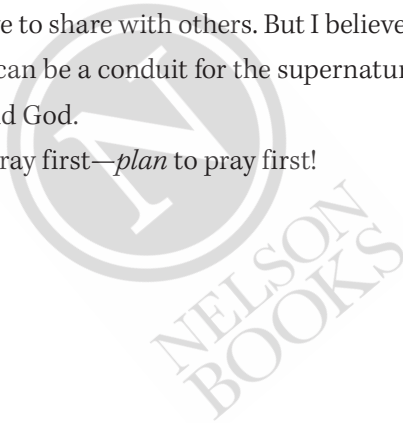 e to share with others. But I believe
can be a conduit for the supernatur
d God.
ray first—plan to pray first!
N
NELSON
BOOKS